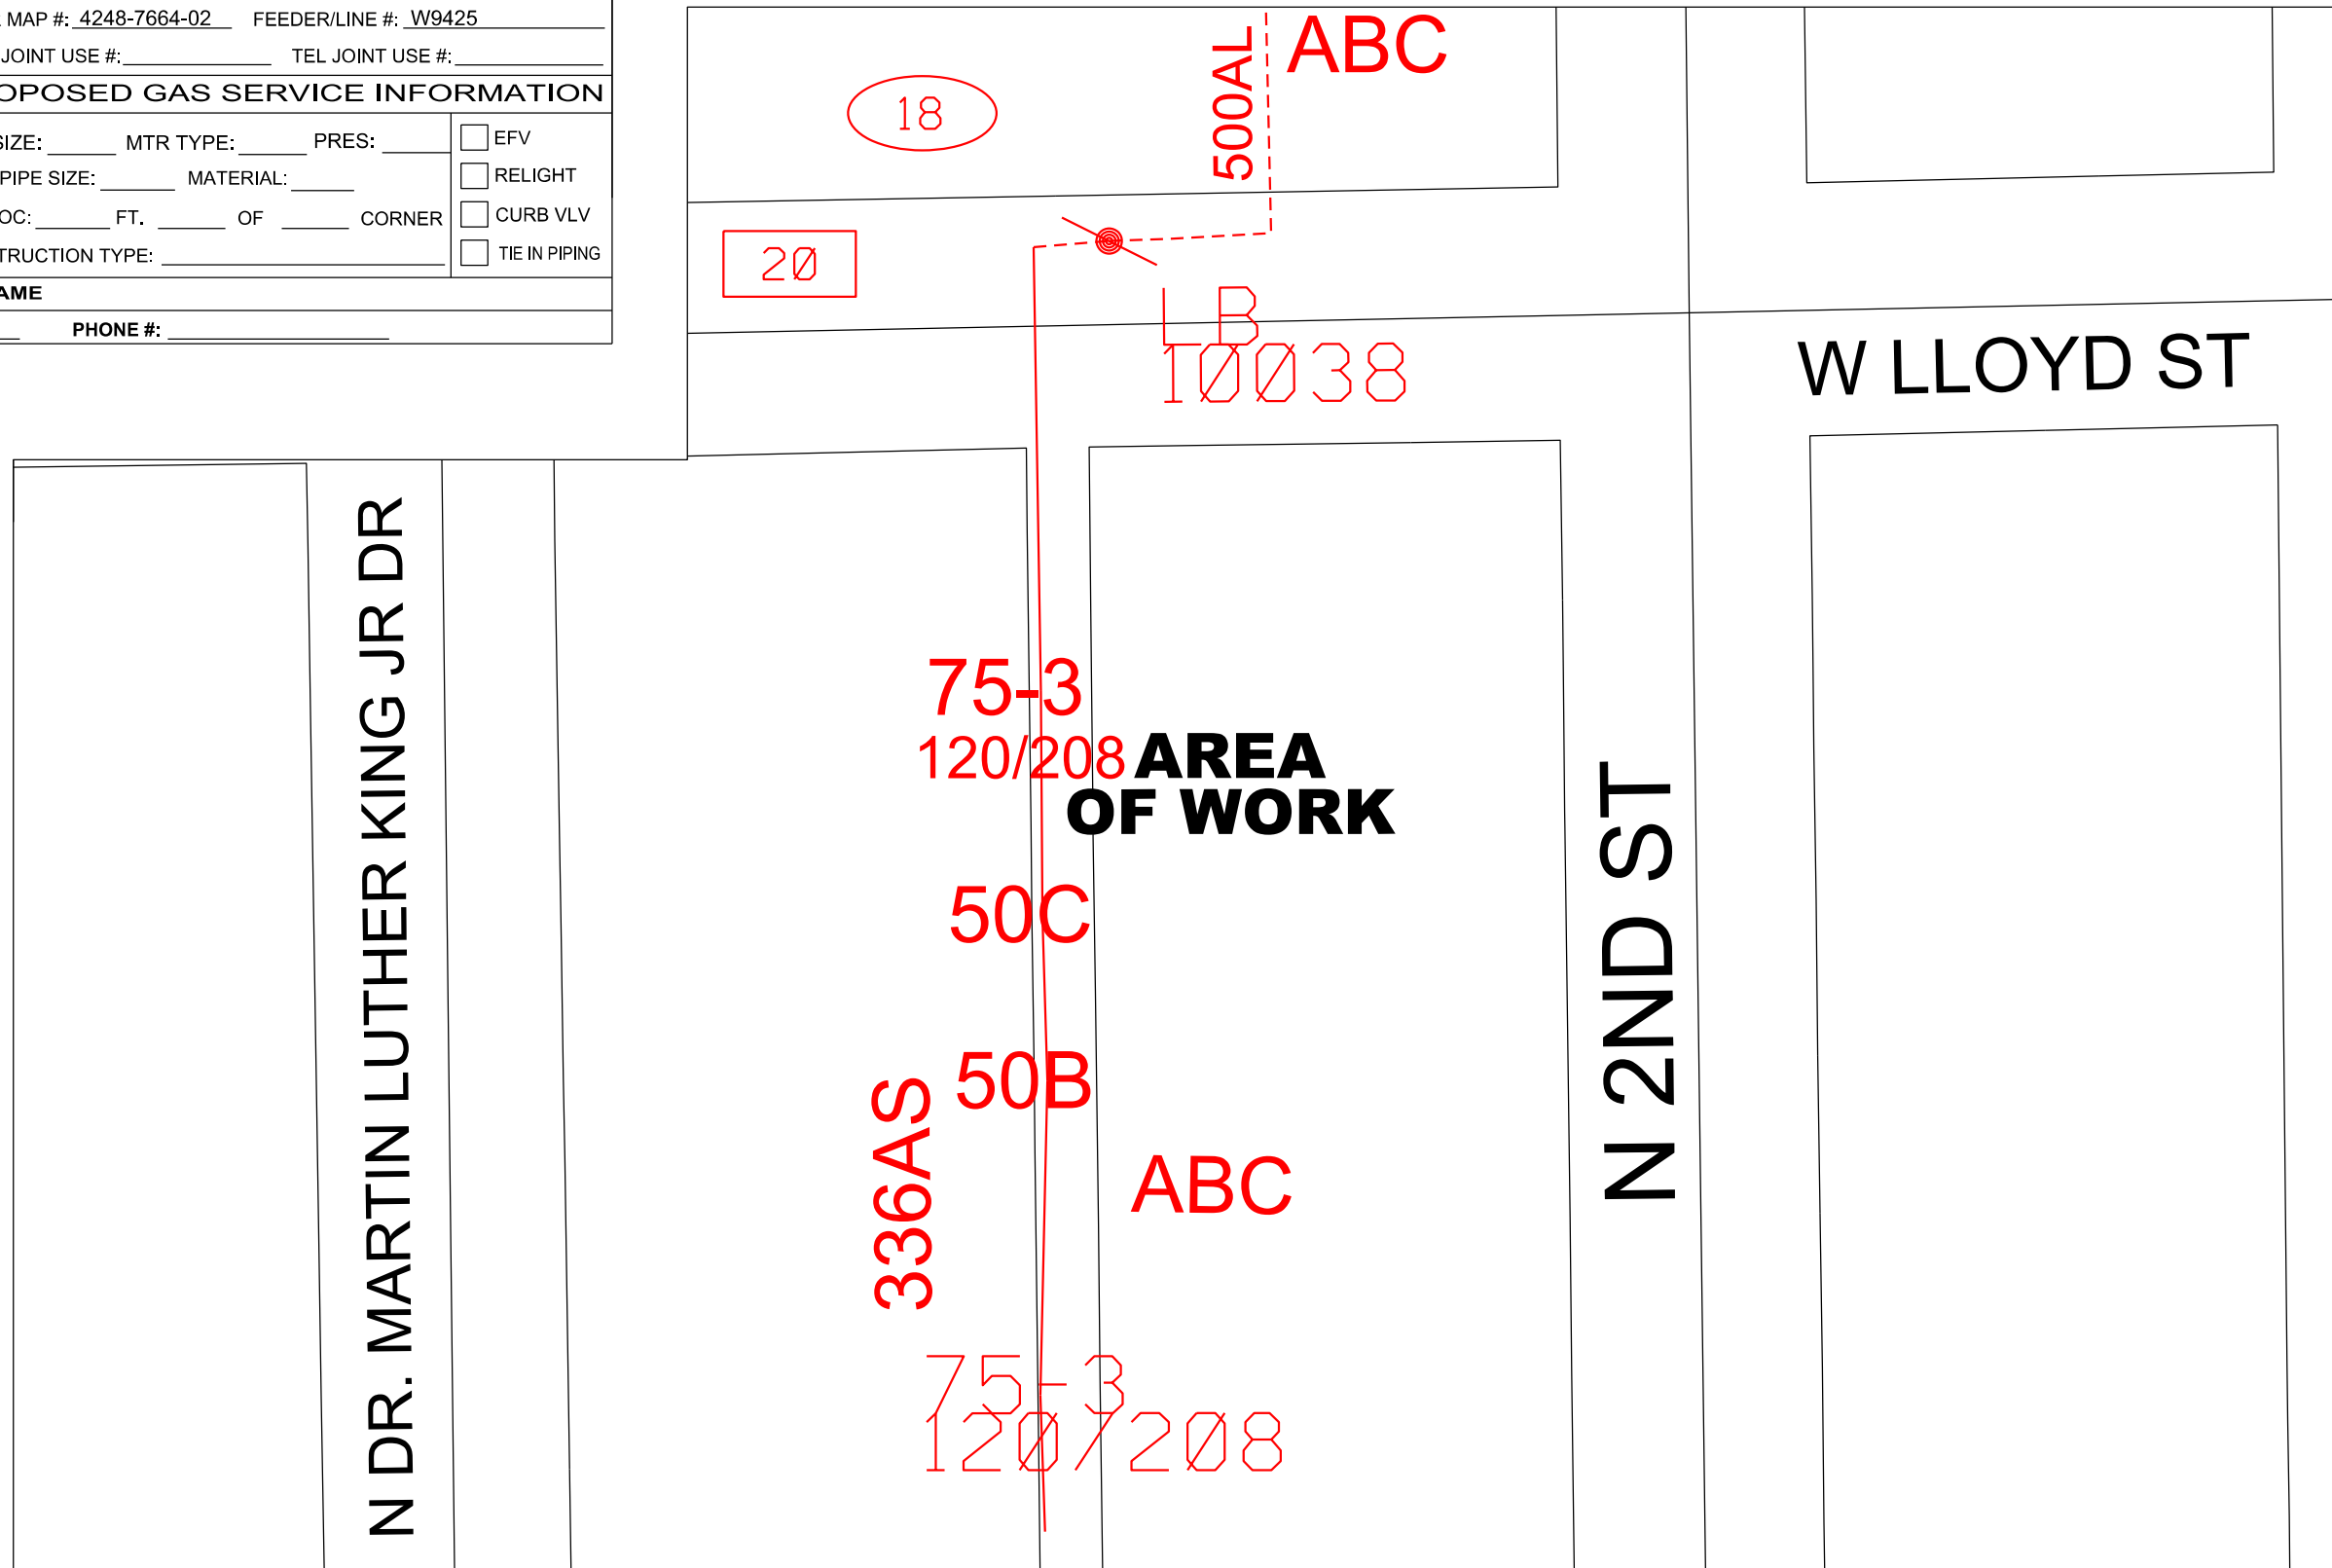 MAP #: 4248-7664-02 FEEDER/LINE #: W9425
JOINT USE #: TEL JOINT USE #:
OPOSED GAS SERVICE INFORMATION
SIZE: MTR TYPE: PRES:
EFV
PIPE SIZE: MATERIAL:
RELIGHT
OC: FT. OF CORNER
CURB VLV
TRUCTION TYPE:
TIE IN PIPING
AME
PHONE #:
ABC
500AL
18
20
LB
10038
W LLOYD ST
N DR. MARTIN LUTHER KING JR DR
75-3
120/208
AREA
OF WORK
N 2ND ST
50C
50B
336AS
ABC
75-3
120/208